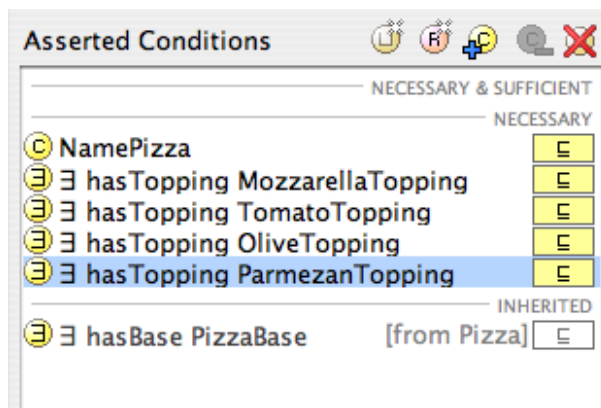 Asserted Conditions
NECESSARY & SUFFICIENT
NECESSARY
C NamePizza ⊑
∃ ∃ hasTopping MozzarellaTopping ⊑
∃ ∃ hasTopping TomatoTopping ⊑
∃ ∃ hasTopping OliveTopping ⊑
∃ ∃ hasTopping ParmezanTopping ⊑
INHERITED
∃ ∃ hasBase PizzaBase [from Pizza] ⊑